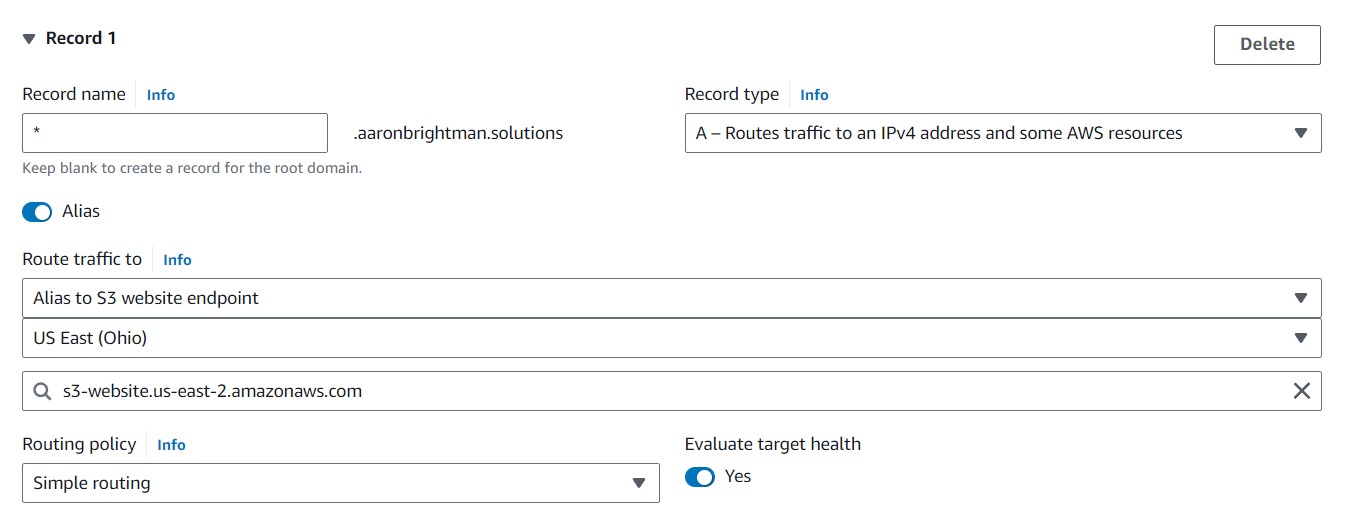 Record 1
Delete
Record name Info
Record type Info
*
.aaronbrightman.solutions
A – Routes traffic to an IPv4 address and some AWS resources
Keep blank to create a record for the root domain.
Alias
Route traffic to Info
Alias to S3 website endpoint
US East (Ohio)
s3-website.us-east-2.amazonaws.com
Routing policy Info
Evaluate target health
Simple routing
Yes